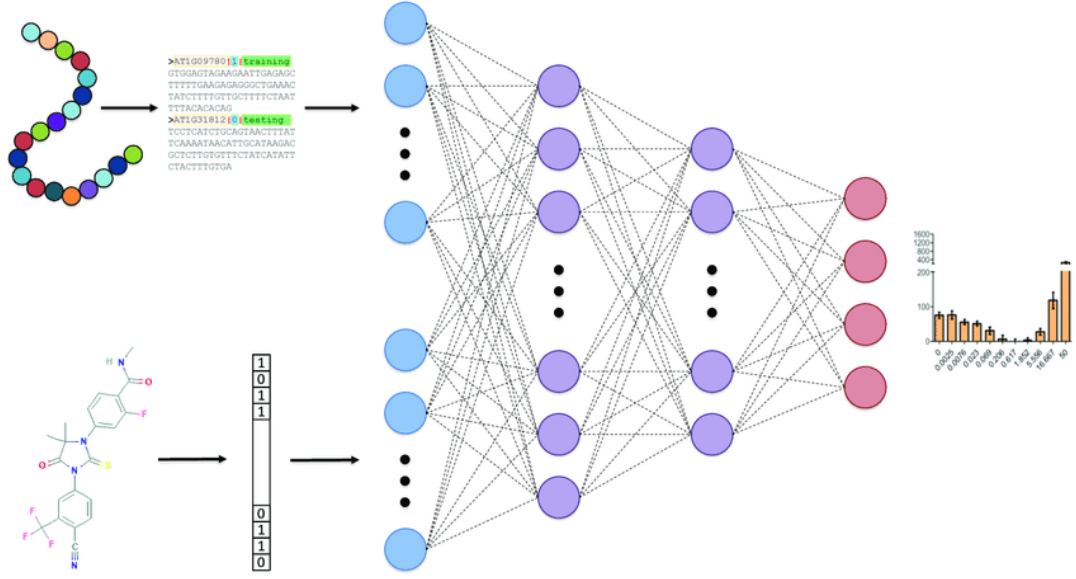 >AT1G09780|1|training
GTGGAGTAGAAGAATTGAGAGC
TTTTTGAAGAGAGGGCTGAAAC
TATCTTTTGTTGCTTTTCTAAT
TTTACACACAG
>AT1G31812|0|testing
TCCTCATCTGCAGTAACTTTAT
TCAAAATAACATTGCATAAGAC
GCTCTTGTGTTTCTATCATATT
CTACTTTGTGA
H
N
O
F
N
O
S
N
F
F
F
C
N
1
0
1
1
0
1
1
0
1600
1200
800
400
200
100
0
0
0.0025
0.0076
0.023
0.069
0.206
0.617
1.852
5.556
16.667
50